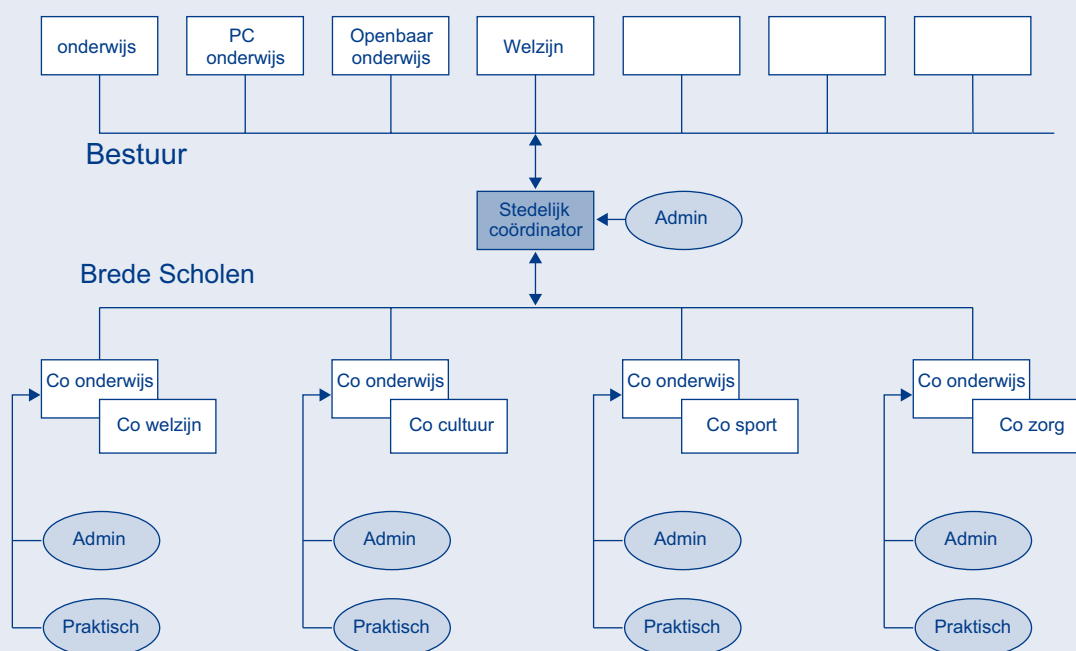 onderwijs
PC
onderwijs
Openbaar
onderwijs
Welzijn
Bestuur
Stedelijk
coördinator
Admin
Brede Scholen
Co onderwijs
Co welzijn
Co onderwijs
Co cultuur
Co onderwijs
Co sport
Co onderwijs
Co zorg
Admin
Admin
Admin
Admin
Praktisch
Praktisch
Praktisch
Praktisch